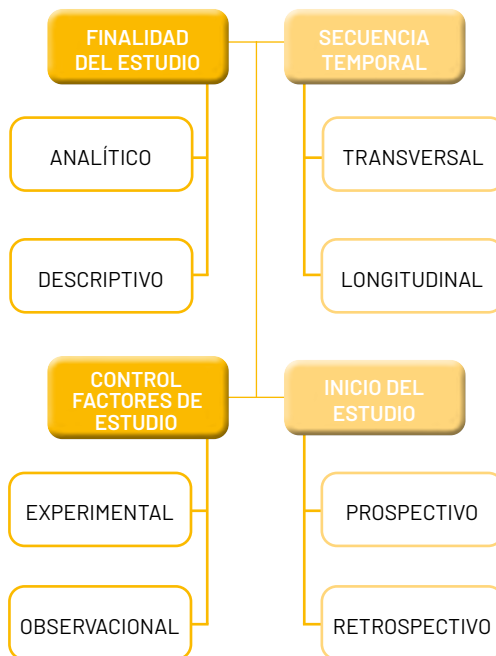 FINALIDAD
DEL ESTUDIO
ANALÍTICO
DESCRIPTIVO
SECUENCIA
TEMPORAL
TRANSVERSAL
LONGITUDINAL
CONTROL
FACTORES DE
ESTUDIO
EXPERIMENTAL
OBSERVACIONAL
INICIO DEL
ESTUDIO
PROSPECTIVO
RETROSPECTIVO